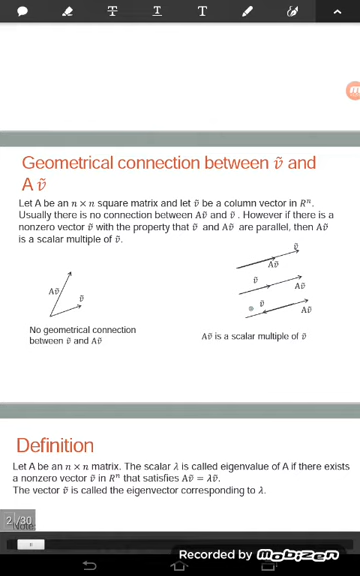 T
T
T
Geometrical connection between ṽ and
A ṽ
Let A be an n × n square matrix and let ṽ be a column vector in Rⁿ.
Usually there is no connection between Aṽ and ṽ . However if there is a
nonzero vector ṽ with the property that ṽ and Aṽ are parallel, then Aṽ
is a scalar multiple of ṽ.
ṽ
Aṽ
ṽ
Aṽ
ṽ
Aṽ
Aṽ
ṽ
No geometrical connection
between ṽ and Aṽ
Aṽ is a scalar multiple of ṽ
Definition
Let A be an n × n matrix. The scalar λ is called eigenvalue of A if there exists
a nonzero vector ṽ in Rⁿ that satisfies Aṽ = λṽ.
The vector ṽ is called the eigenvector corresponding to λ.
2 /30
Note:
Recorded by Mobizen